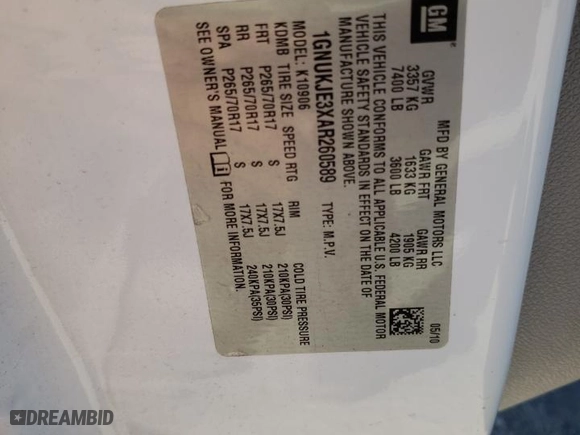 GM
MFD BY GENERAL MOTORS LLC
05/10
GVWR GAWR FRT GAWR RR
3357 KG 1633 KG 1905 KG
7400 LB 3600 LB 4200 LB
THIS VEHICLE CONFORMS TO ALL APPLICABLE U.S. FEDERAL MOTOR
VEHICLE SAFETY STANDARDS IN EFFECT ON THE DATE OF
MANUFACTURE SHOWN ABOVE.
1GNUKJE3XAR260589 TYPE: M.P.V.
MODEL: K10906
KDMB TIRE SIZE SPEED RTG RIM COLD TIRE PRESSURE
FRT P265/70R17 S 17X7.5J 210KPA(30PSI)
RR P265/70R17 S 17X7.5J 210KPA(30PSI)
SPA P265/70R17 S 17X7.5J 240KPA(35PSI)
SEE OWNER'S MANUAL FOR MORE INFORMATION.
DREAMBID